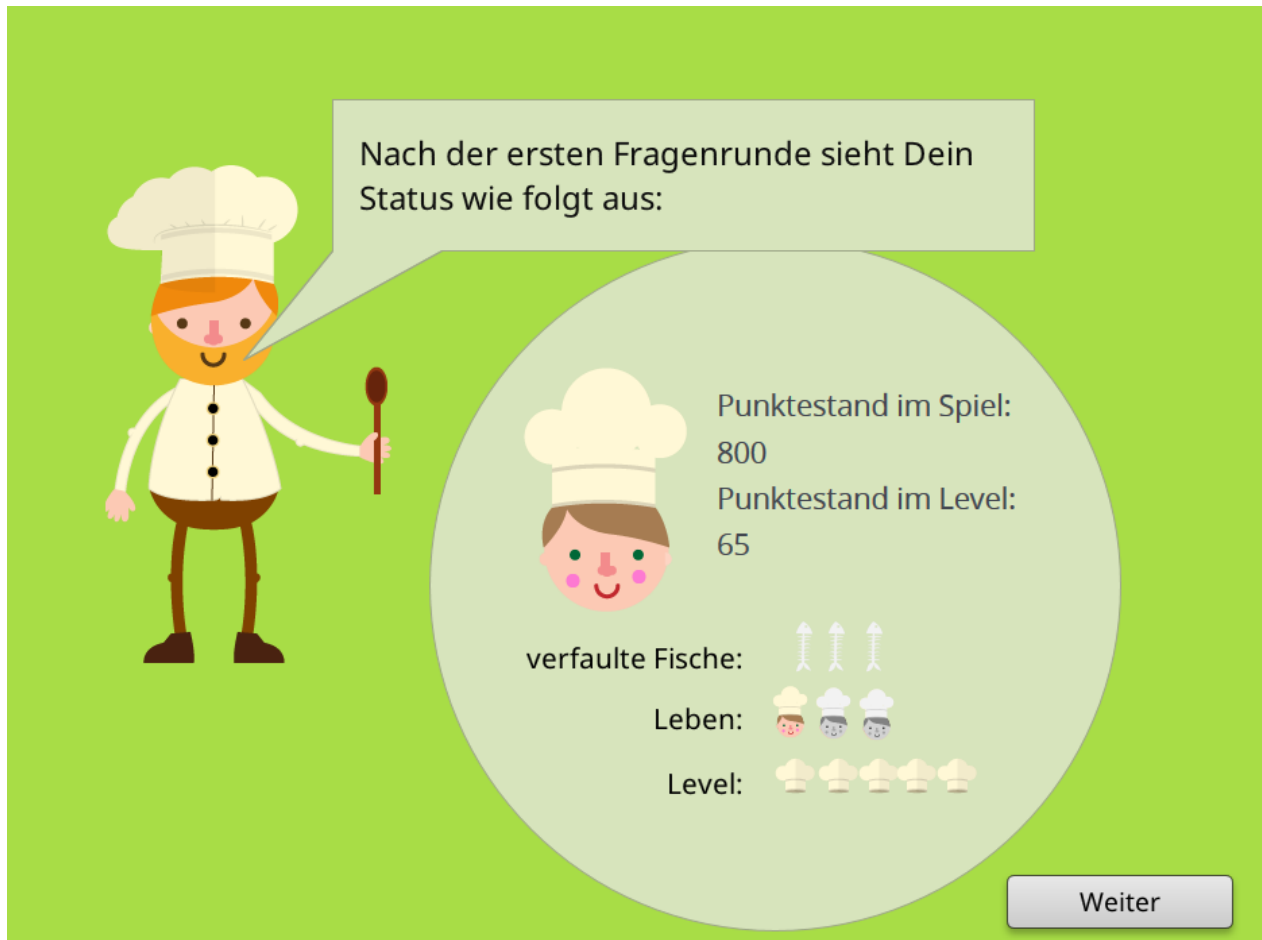 Nach der ersten Fragenrunde sieht Dein
Status wie folgt aus:
Punktestand im Spiel:
800
Punktestand im Level:
65
verfaulte Fische:
Leben:
Level:
Weiter